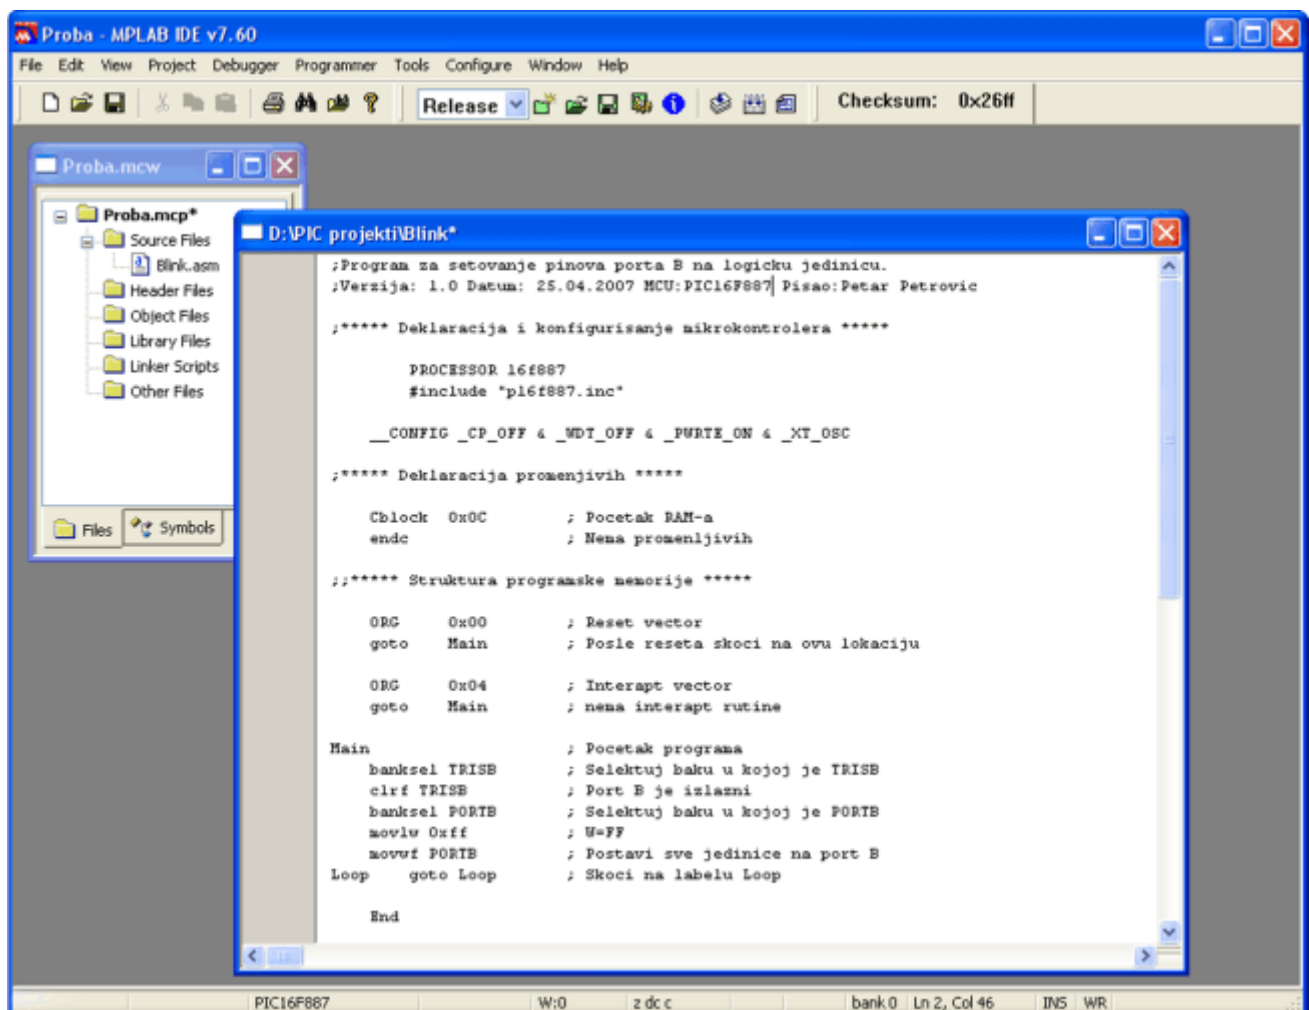 Proba - MPLAB IDE v7.60
File Edit View Project Debugger Programmer Tools Configure Window Help
Release Checksum: 0x26ff
Proba.mcw
Proba.mcp*
Source Files
Blink.asm
Header Files
Object Files
Library Files
Linker Scripts
Other Files
Files Symbols
D:\PIC projekti\Blink*
;Program za setovanje pinova porta B na logicku jedinicu.
;Verzija: 1.0 Datum: 25.04.2007 MCU:PIC16F887 Pisao:Petar Petrovic
;***** Deklaracija i konfigurisanje mikrokontrolera *****
PROCESSOR 16f887
#include "p16f887.inc"
__CONFIG _CP_OFF & _WDT_OFF & _PWRTE_ON & _XT_OSC
;***** Deklaracija promenjivih *****
Cblock 0x0C ; Pocetak RAM-a
endc ; Nema promenljivih
;;***** Struktura programske memorije *****
ORG 0x00 ; Reset vector
goto Main ; Posle reseta skoci na ovu lokaciju
ORG 0x04 ; Interapt vector
goto Main ; nema interapt rutine
Main ; Pocetak programa
banksel TRISB ; Selektuj baku u kojoj je TRISB
clrf TRISB ; Port B je izlazni
banksel PORTB ; Selektuj baku u kojoj je PORTB
movlw 0xff ; W=FF
movwf PORTB ; Postavi sve jedinice na port B
Loop goto Loop ; Skoci na labelu Loop
End
PIC16F887 W:0 z dc c bank 0 Ln 2, Col 46 INS WR